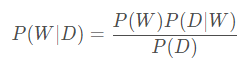 P(W|D) = P(W)P(D|W) / P(D)